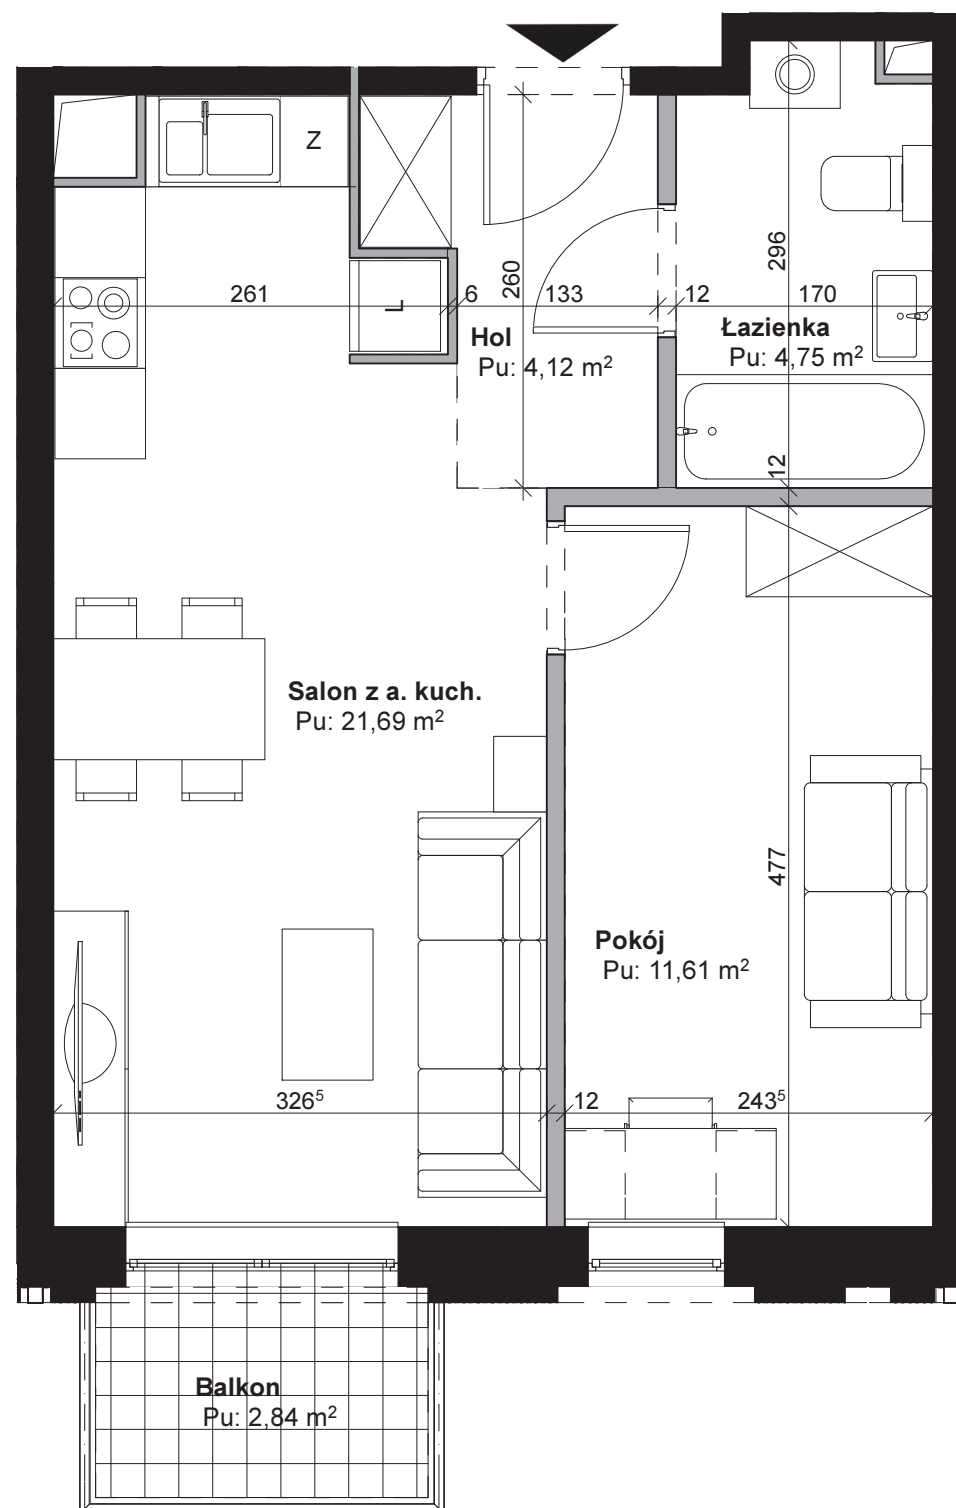 Z
296
260
261
6
133
12
170
L
Hol
Pu: 4,12 m²
Łazienka
Pu: 4,75 m²
12
Salon z a. kuch.
Pu: 21,69 m²
477
Pokój
Pu: 11,61 m²
326⁵
12
243⁵
Balkon
Pu: 2,84 m²